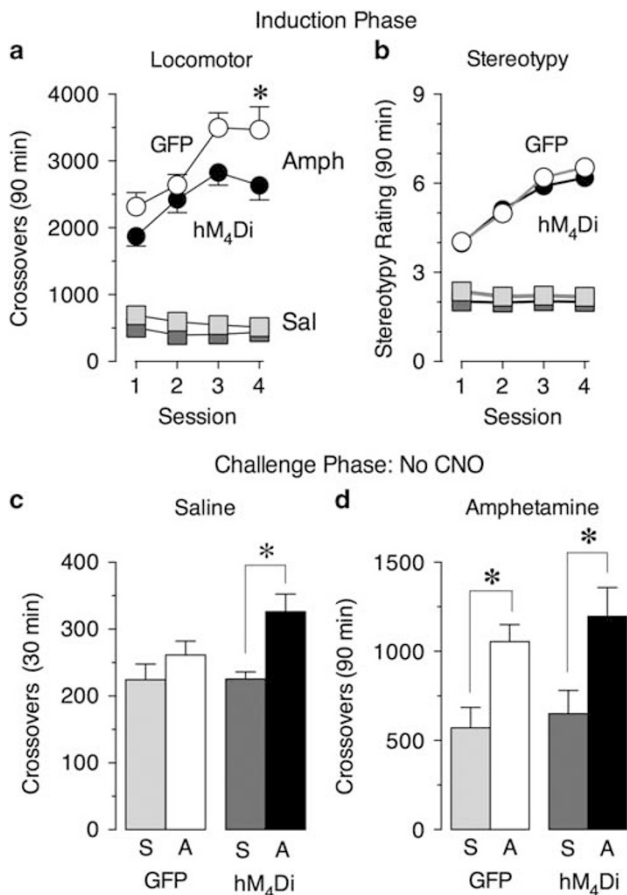 Induction Phase
a Locomotor
Crossovers (90 min)
4000
3000
2000
1000
0
GFP
*
Amph
hM4Di
Sal
1 2 3 4
Session
b Stereotypy
Stereotypy Rating (90 min)
9
6
3
0
GFP
hM4Di
1 2 3 4
Session
Challenge Phase: No CNO
c Saline
Crossovers (30 min)
400
300
200
100
0
*
S A S A
GFP hM4Di
d Amphetamine
Crossovers (90 min)
1500
1000
500
0
*
*
S A S A
GFP hM4Di